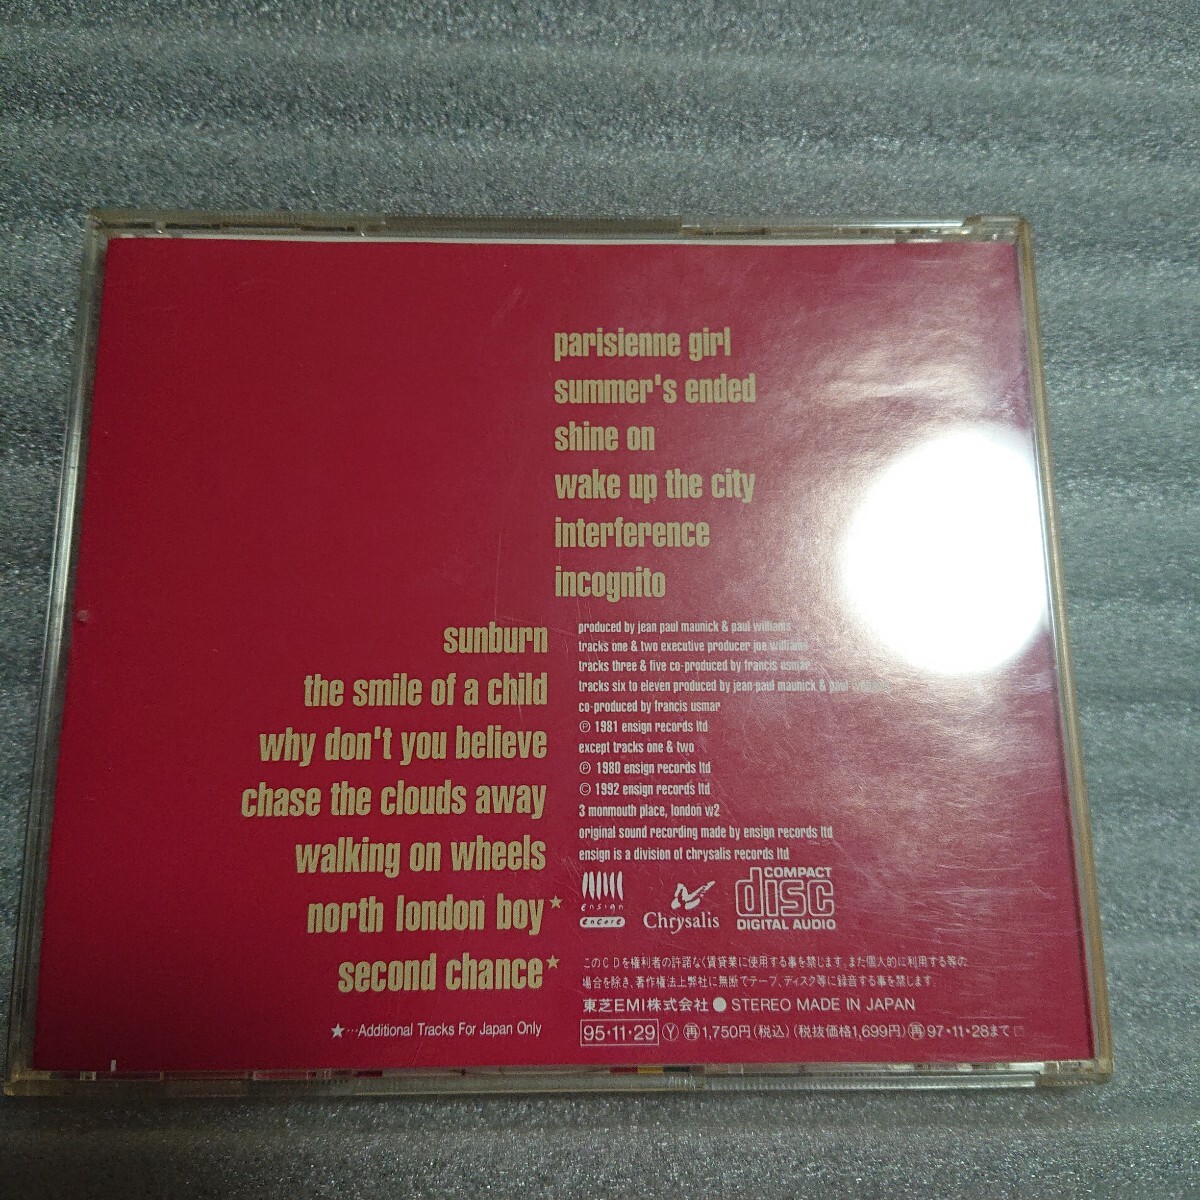 parisienne girl
summer's ended
shine on
wake up the city
interference
incognito
sunburn
the smile of a child
why don't you believe
chase the clouds away
walking on wheels
north london boy★
second chance★
★…Additional Tracks For Japan Only
produced by jean paul maunick & paul williams
tracks one & two executive producer joe williams
tracks three & five co-produced by francis usmar
tracks six to eleven produced by jean paul maunick & paul
co-produced by francis usmar
℗ 1981 ensign records ltd
except tracks one & two
℗ 1980 ensign records ltd
© 1992 ensign records ltd
3 monmouth place, london w2
original sound recording made by ensign records ltd
ensign is a division of chrysalis records ltd
ensign
encore
Chrysalis
COMPACT
disc
DIGITAL AUDIO
このCDを権利者の許諾なく賃貸業に使用する事を禁じます。また個人的に利用する等の
場合を除き、著作権法上弊社に無断でテープ、ディスク等に録音する事を禁じます。
東芝EMI株式会社 ● STEREO MADE IN JAPAN
95・11・29 Ⓨ 再 1,750円(税込) (税抜価格1,699円) 再 97・11・28まで